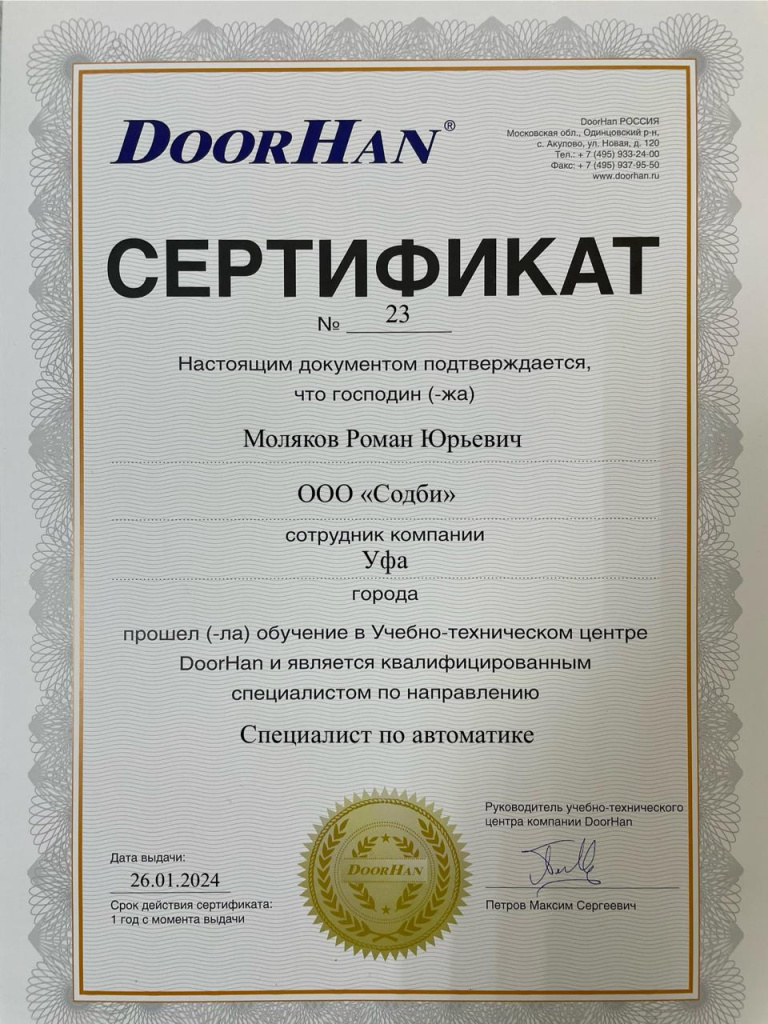 DOORHAN®
DoorHan РОССИЯ
Московская обл., Одинцовский р-н,
с. Акулово, ул. Новая, д. 120
Тел.: + 7 (495) 933-24-00
Факс: + 7 (495) 937-95-50
www.doorhan.ru
СЕРТИФИКАТ
№ 23
Настоящим документом подтверждается,
что господин (-жа)
Моляков Роман Юрьевич
ООО «Содби»
сотрудник компании
Уфа
города
прошел (-ла) обучение в Учебно-техническом центре
DoorHan и является квалифицированным
специалистом по направлению
Специалист по автоматике
Руководитель учебно-технического
центра компании DoorHan
Дата выдачи:
26.01.2024
Срок действия сертификата:
1 год с момента выдачи
DOORHAN
Петров Максим Сергеевич